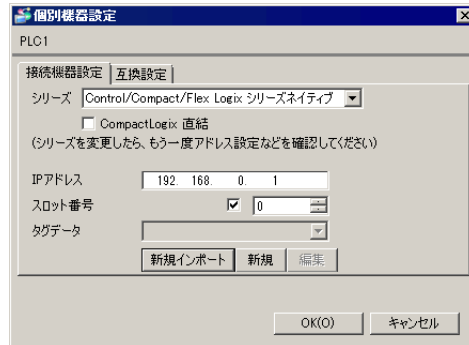 個別機器設定
PLC1
接続機器設定 互換設定
シリーズ Control/Compact/Flex Logix シリーズネイティブ
CompactLogix 直結
(シリーズを変更したら、もう一度アドレス設定などを確認してください)
IPアドレス 192. 168. 0. 1
スロット番号 0
タグデータ
新規インポート 新規 編集
OK(O) キャンセル